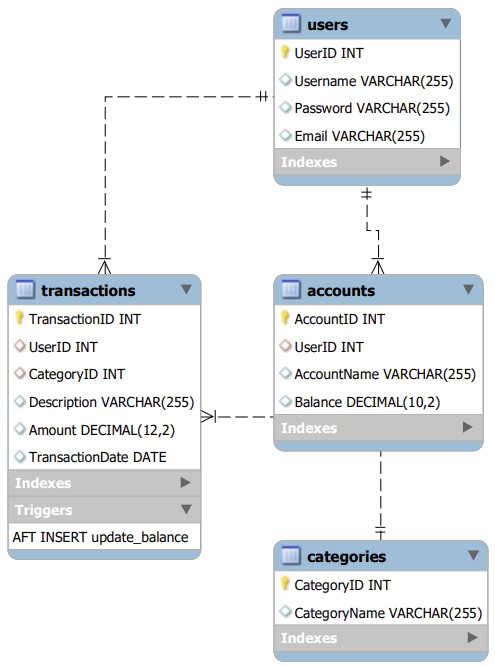 users
UserID INT
Username VARCHAR(255)
Password VARCHAR(255)
Email VARCHAR(255)
Indexes
transactions
TransactionID INT
UserID INT
CategoryID INT
Description VARCHAR(255)
Amount DECIMAL(12,2)
TransactionDate DATE
Indexes
Triggers
AFT INSERT update_balance
accounts
AccountID INT
UserID INT
AccountName VARCHAR(255)
Balance DECIMAL(10,2)
Indexes
categories
CategoryID INT
CategoryName VARCHAR(255)
Indexes